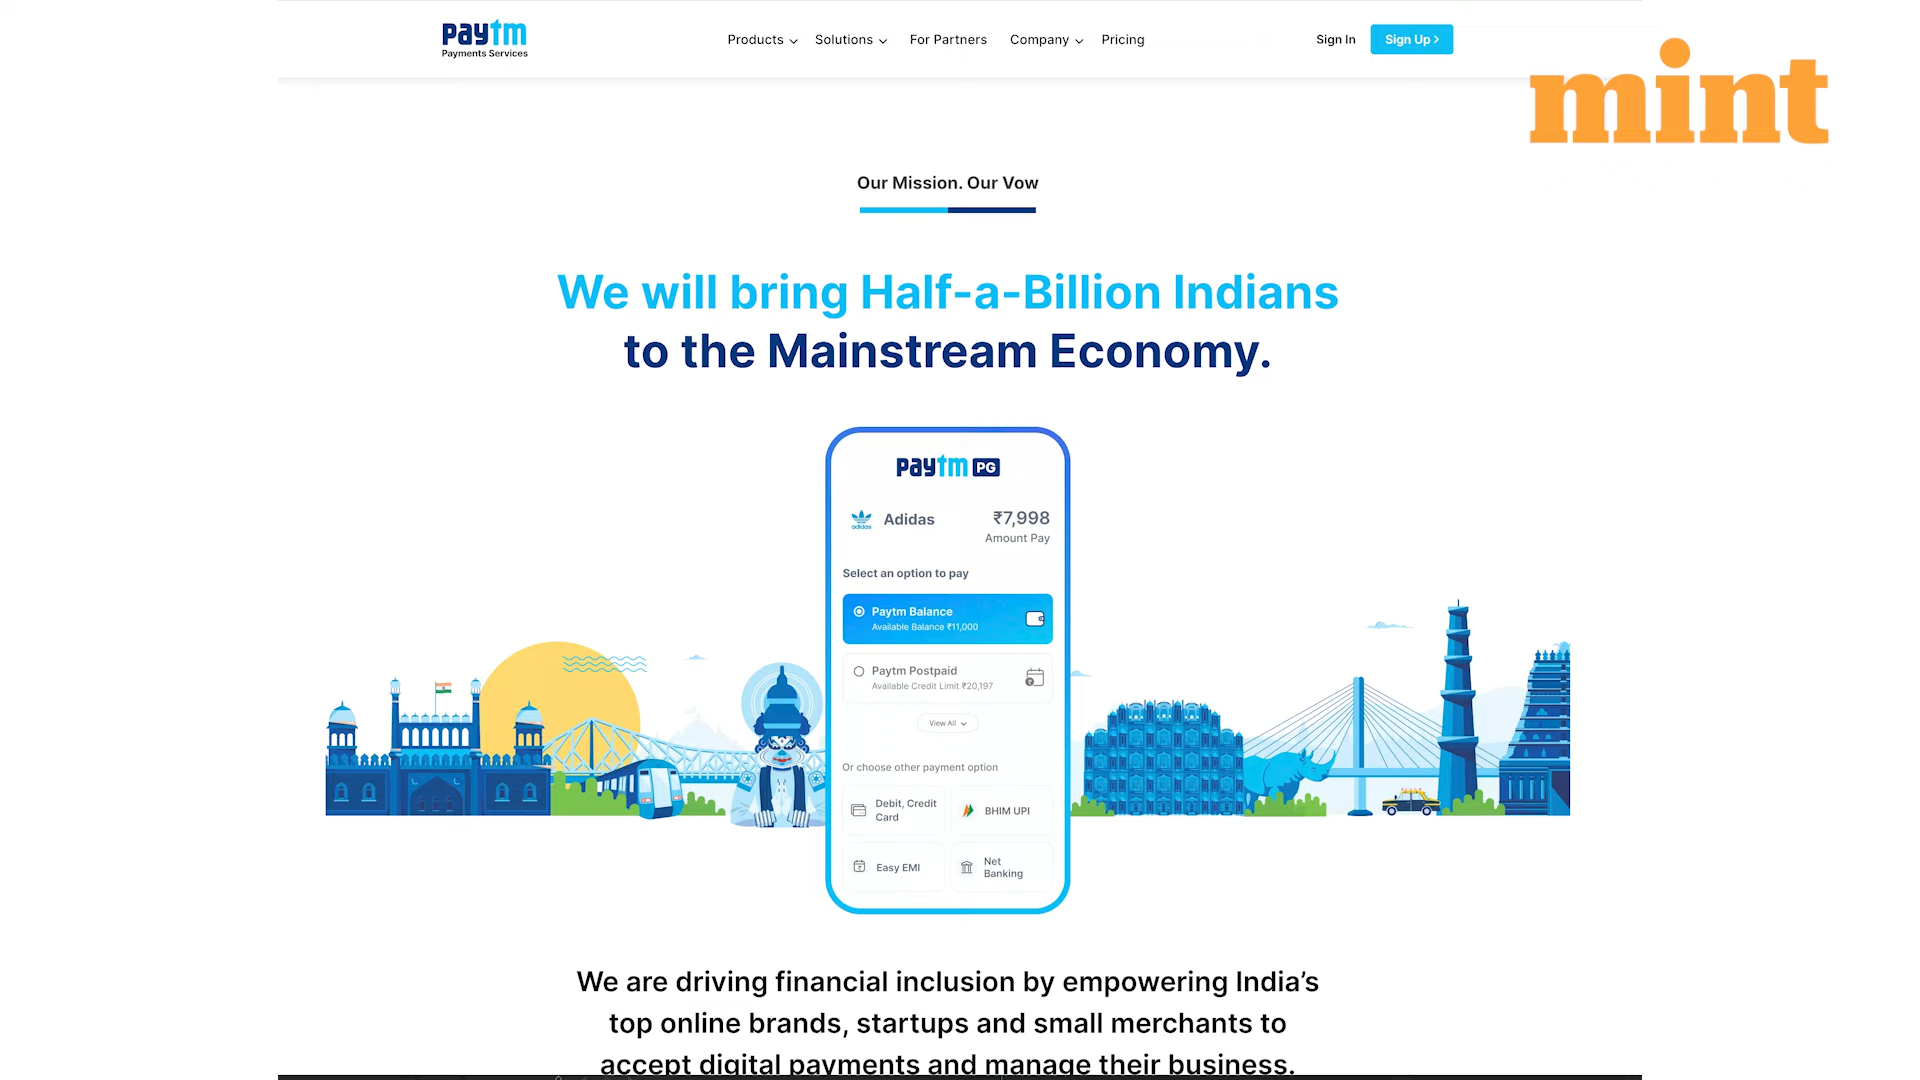 paytm
Payments Services
Products
Solutions
For Partners
Company
Pricing
Sign In
Sign Up
mint
Our Mission. Our Vow
We will bring Half-a-Billion Indians
to the Mainstream Economy.
paytm PG
adidas
Adidas
₹7,998
Amount Pay
Select an option to pay
Paytm Balance
Available Balance ₹11,000
Paytm Postpaid
Available Credit Limit ₹20,197
View All
Or choose other payment option
Debit, Credit
Card
BHIM UPI
Easy EMI
Net
Banking
We are driving financial inclusion by empowering India’s
top online brands, startups and small merchants to
accept digital payments and manage their business.